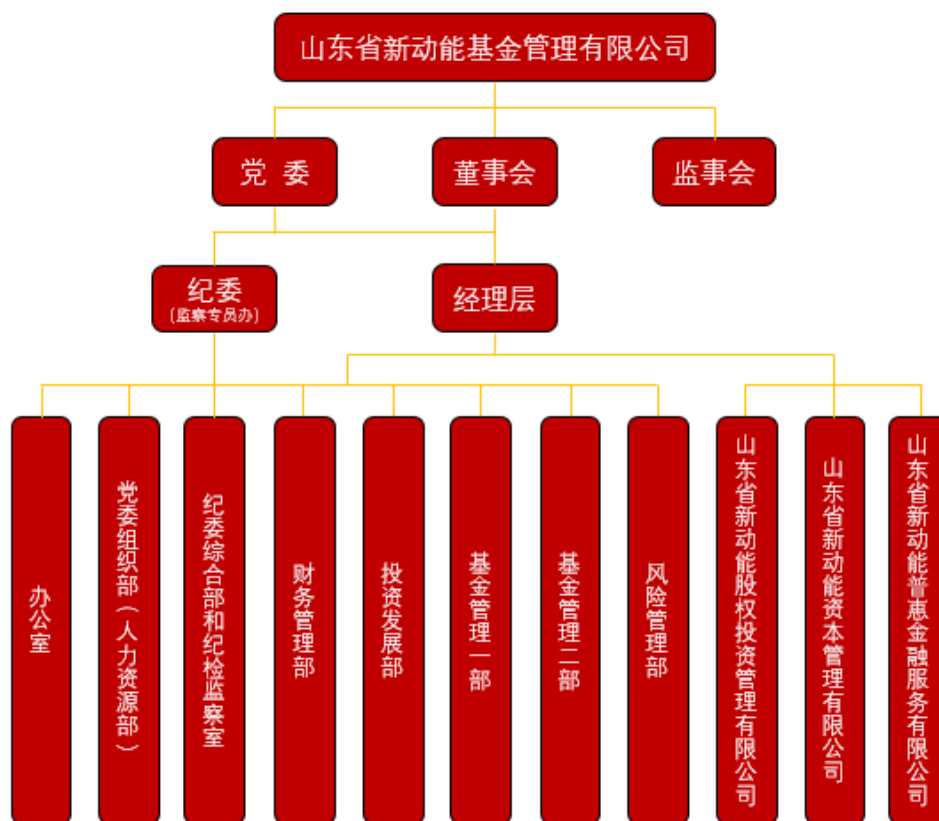 山东省新动能基金管理有限公司
党 委
董事会
监事会
纪委
(监察专员办)
经理层
办公室
党委组织部（人力资源部）
纪委综合部和纪检监察室
财务管理部
投资发展部
基金管理一部
基金管理二部
风险管理部
山东省新动能股权投资管理有限公司
山东省新动能资本管理有限公司
山东省新动能普惠金融服务有限公司